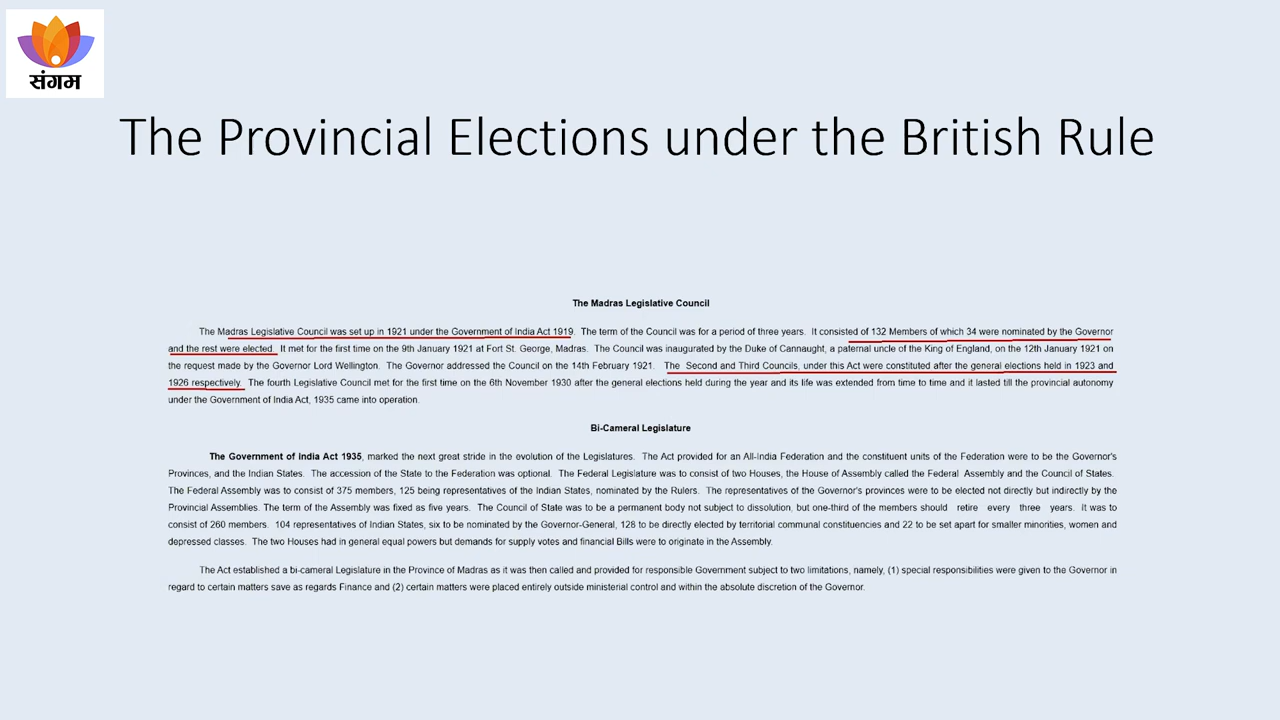 संगम
The Provincial Elections under the British Rule
The Madras Legislative Council
The Madras Legislative Council was set up in 1921 under the Government of India Act 1919. The term of the Council was for a period of three years. It consisted of 132 Members of which 34 were nominated by the Governor
and the rest were elected. It met for the first time on the 9th January 1921 at Fort St. George, Madras. The Council was inaugurated by the Duke of Cannaught, a paternal uncle of the King of England, on the 12th January 1921 on
the request made by the Governor Lord Wellington. The Governor addressed the Council on the 14th February 1921. The Second and Third Councils, under this Act were constituted after the general elections held in 1923 and
1926 respectively. The fourth Legislative Council met for the first time on the 6th November 1930 after the general elections held during the year and its life was extended from time to time and it lasted till the provincial autonomy
under the Government of India Act, 1935 came into operation.
Bi-Cameral Legislature
The Government of India Act 1935, marked the next great stride in the evolution of the Legislatures. The Act provided for an All-India Federation and the constituent units of the Federation were to be the Governor's
Provinces, and the Indian States. The accession of the State to the Federation was optional. The Federal Legislature was to consist of two Houses, the House of Assembly called the Federal Assembly and the Council of States.
The Federal Assembly was to consist of 375 members, 125 being representatives of the Indian States, nominated by the Rulers. The representatives of the Governor's provinces were to be elected not directly but indirectly by the
Provincial Assemblies. The term of the Assembly was fixed as five years. The Council of State was to be a permanent body not subject to dissolution, but one-third of the members should retire every three years. It was to
consist of 260 members. 104 representatives of Indian States, six to be nominated by the Governor-General, 128 to be directly elected by territorial communal constituencies and 22 to be set apart for smaller minorities, women and
depressed classes. The two Houses had in general equal powers but demands for supply votes and financial Bills were to originate in the Assembly.
The Act established a bi-cameral Legislature in the Province of Madras as it was then called and provided for responsible Government subject to two limitations, namely, (1) special responsibilities were given to the Governor in
regard to certain matters save as regards Finance and (2) certain matters were placed entirely outside ministerial control and within the absolute discretion of the Governor.